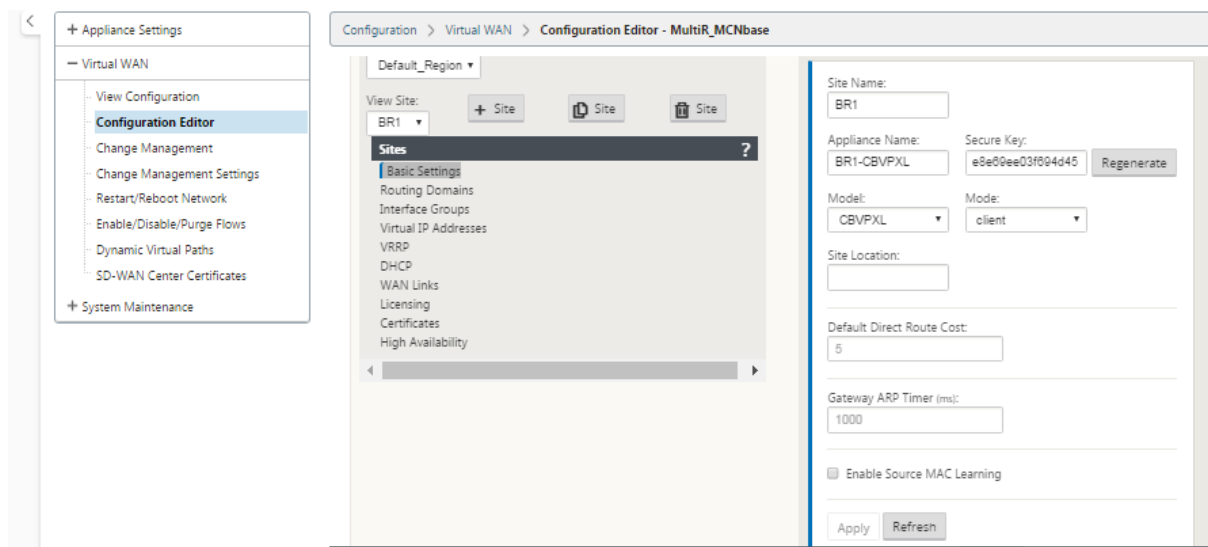 + Appliance Settings
− Virtual WAN
View Configuration
Configuration Editor
Change Management
Change Management Settings
Restart/Reboot Network
Enable/Disable/Purge Flows
Dynamic Virtual Paths
SD-WAN Center Certificates
+ System Maintenance
Configuration > Virtual WAN > Configuration Editor - MultiR_MCNbase
Default_Region
View Site:
BR1
+ Site
Site
Site
Sites ?
Basic Settings
Routing Domains
Interface Groups
Virtual IP Addresses
VRRP
DHCP
WAN Links
Licensing
Certificates
High Availability
Site Name:
BR1
Appliance Name: Secure Key:
BR1-CBVPXL e8e69ee03f694d45 Regenerate
Model: Mode:
CBVPXL client
Site Location:
Default Direct Route Cost:
5
Gateway ARP Timer (ms):
1000
Enable Source MAC Learning
Apply Refresh